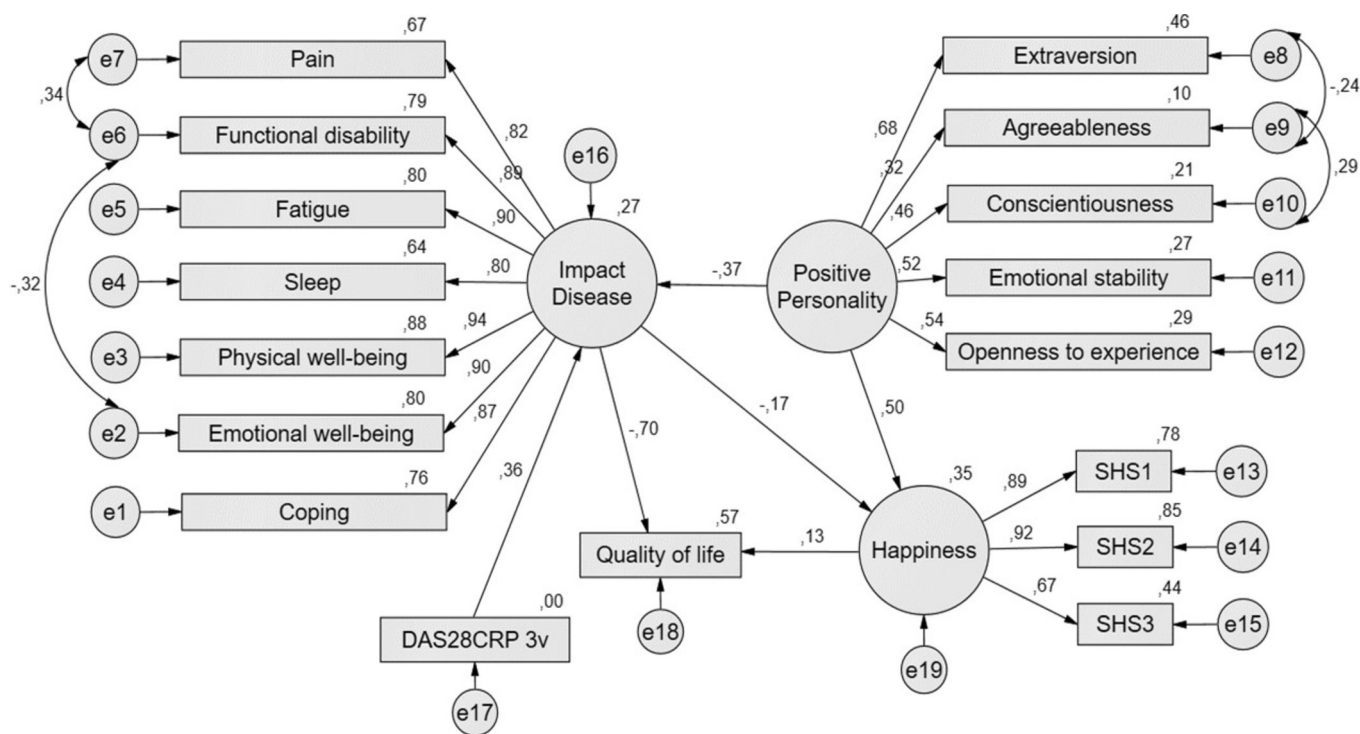 ,67
e7
Pain
,34
,79
e6
Functional disability
,82
,89
,80
e5
Fatigue
,90
,64
e4
Sleep
,80
-,32
,88
e3
Physical well-being
,94
,80
e2
Emotional well-being
,90
,76
e1
Coping
,87
e16
,27
Impact
Disease
-,37
Positive
Personality
,46
Extraversion
e8
,68
-,24
,10
Agreeableness
e9
,32
,29
,21
Conscientiousness
e10
,46
,27
Emotional stability
e11
,52
,29
Openness to experience
e12
,54
,36
-,70
-,17
,50
,00
DAS28CRP 3v
e17
,57
Quality of life
e18
,13
,35
Happiness
e19
,78
SHS1
e13
,89
,85
SHS2
e14
,92
,44
SHS3
e15
,67